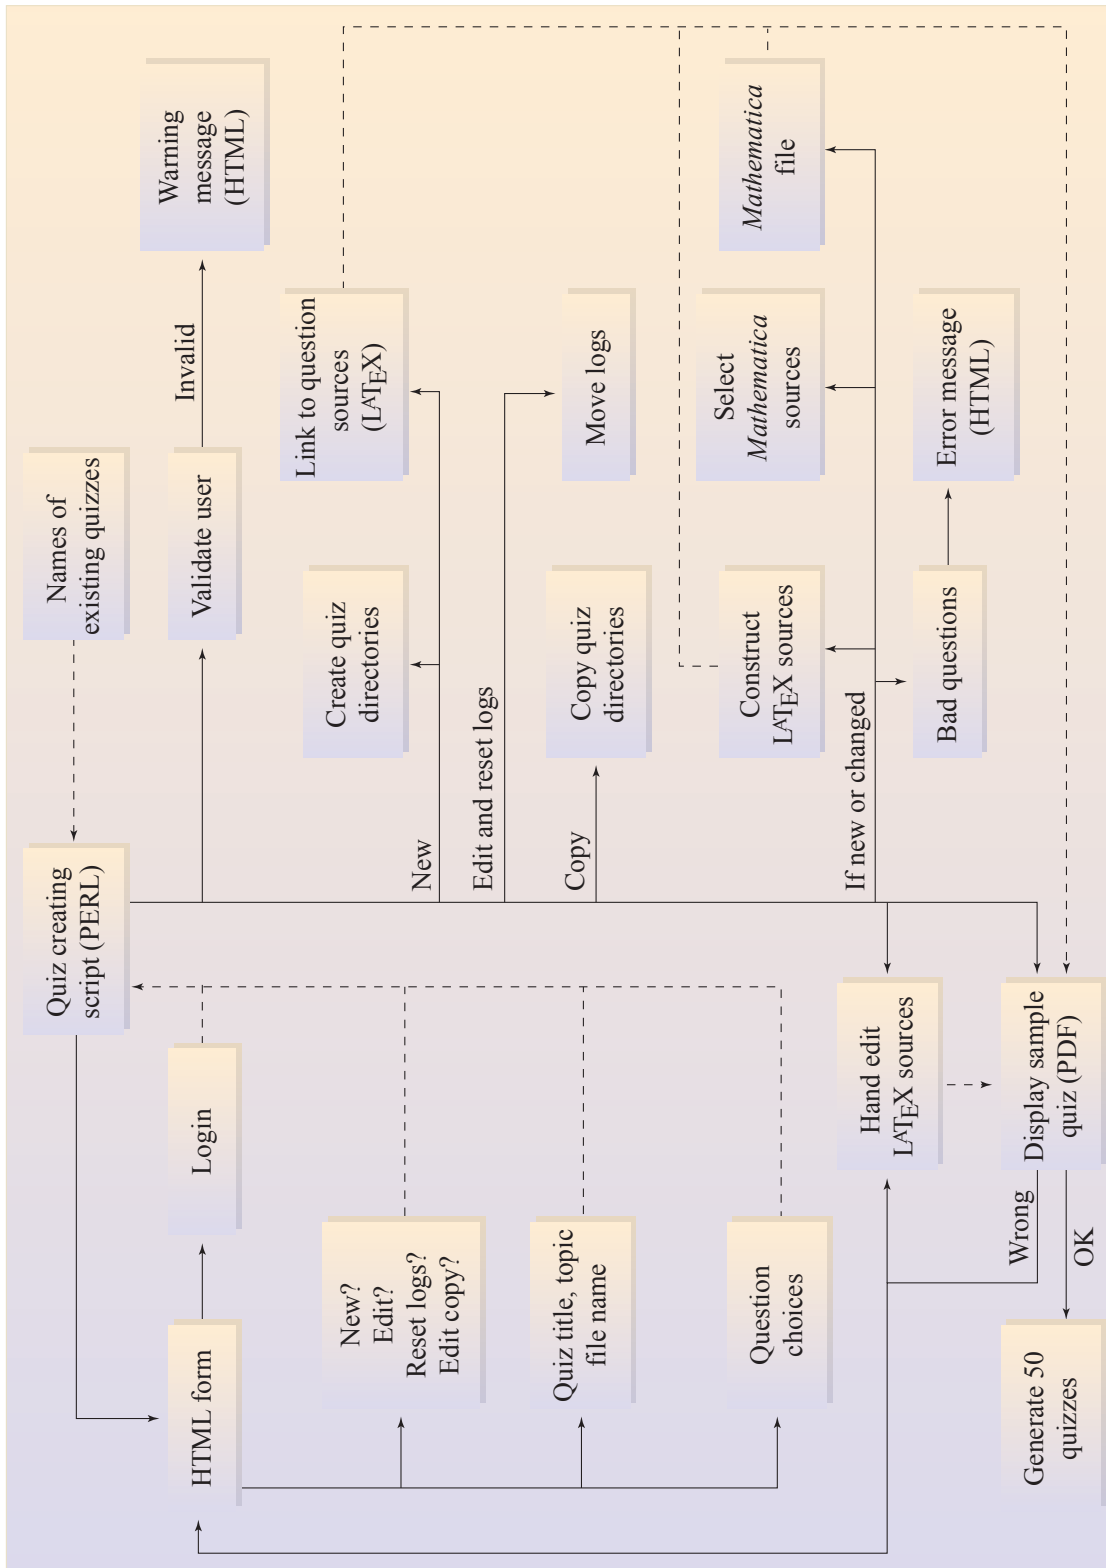 Names of
existing quizzes
Quiz creating
script (PERL)
HTML form
Login
Validate user
Invalid
Warning
message
(HTML)
New?
Edit?
Reset logs?
Edit copy?
New
Create quiz
directories
Link to question
sources
(LATEX)
Edit and reset logs
Move logs
Quiz title, topic
file name
Copy
Copy quiz
directories
Question
choices
Construct
LATEX sources
Select
Mathematica
sources
Mathematica
file
If new or changed
Hand edit
LATEX sources
Bad questions
Error message
(HTML)
Generate 50
quizzes
Wrong
OK
Display sample
quiz (PDF)